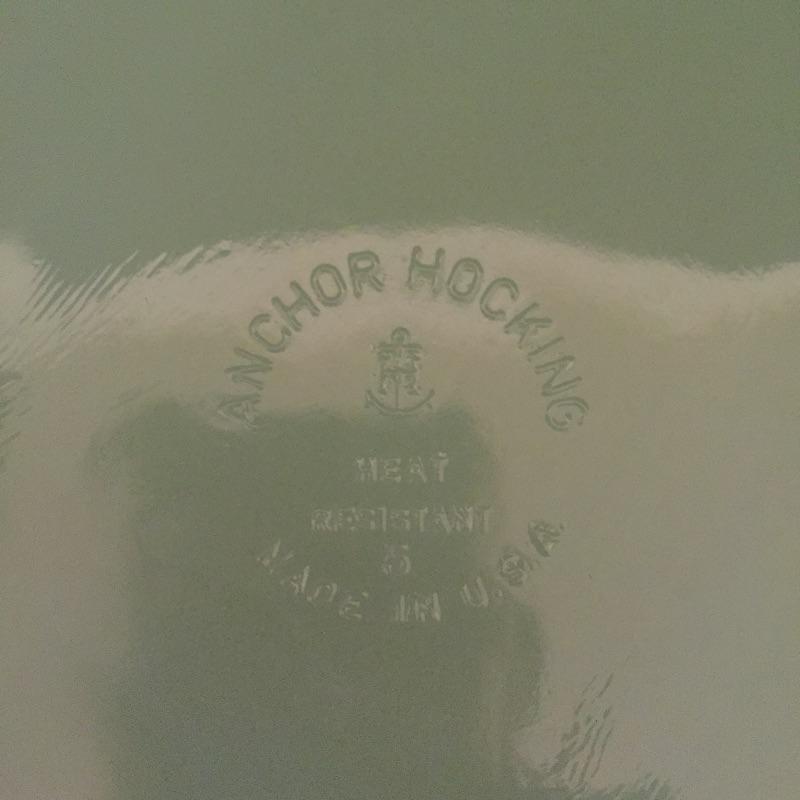 ANCHOR HOCKING
HEAT
RESISTANT
5
MADE IN U.S.A